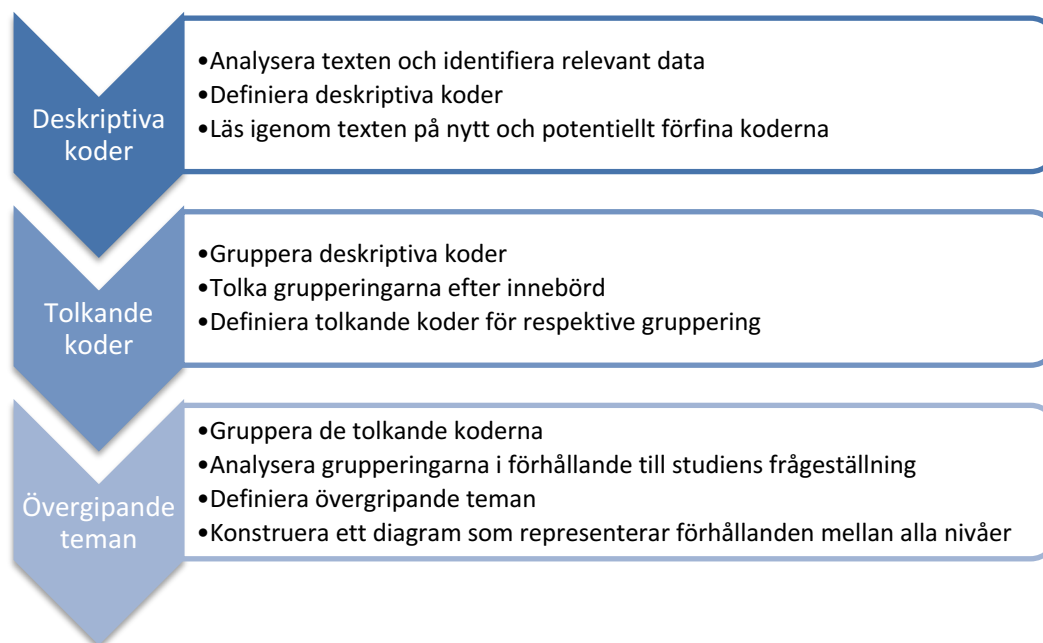 Deskriptiva
koder
•Analysera texten och identifiera relevant data
•Definiera deskriptiva koder
•Läs igenom texten på nytt och potentiellt förfina koderna
Tolkande
koder
•Gruppera deskriptiva koder
•Tolka grupperingarna efter innebörd
•Definiera tolkande koder för respektive gruppering
Övergipande
teman
•Gruppera de tolkande koderna
•Analysera grupperingarna i förhållande till studiens frågeställning
•Definiera övergripande teman
•Konstruera ett diagram som representerar förhållanden mellan alla nivåer